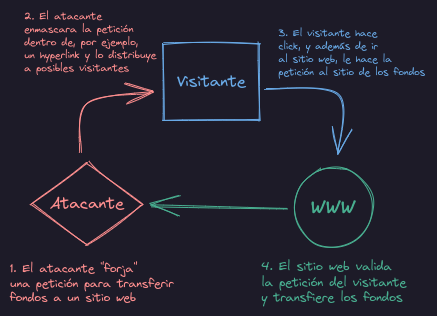 2. El atacante
enmascara la petición
dentro de, por ejemplo,
un hyperlink y lo distribuye
a posibles visitantes
3. El visitante hace
click, y además de ir
al sitio web, le hace la
petición al sitio de los fondos
Visitante
Atacante
WWW
1. El atacante "forja"
una petición para transferir
fondos a un sitio web
4. El sitio web valida
la petición del visitante
y transfiere los fondos